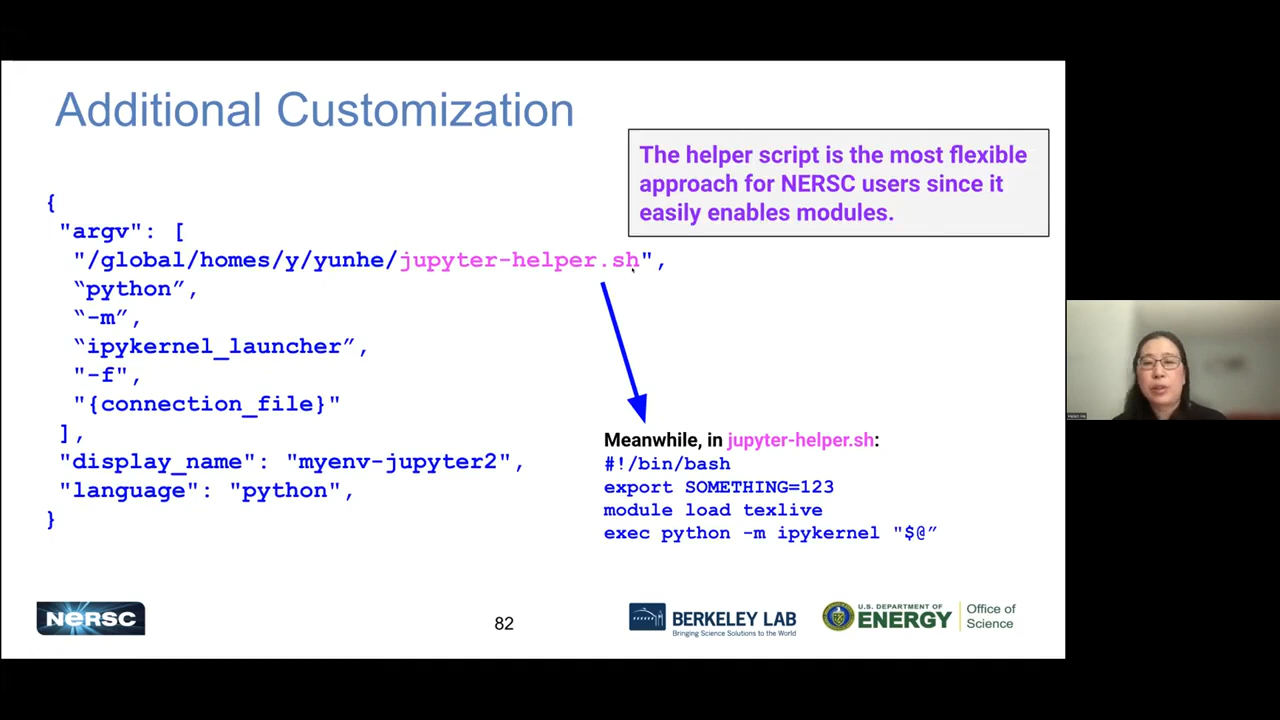 Additional Customization
The helper script is the most flexible
approach for NERSC users since it
easily enables modules.
{
"argv": [
"/global/homes/y/yunhe/jupyter-helper.sh",
“python”,
“-m”,
“ipykernel_launcher”,
"-f",
"{connection_file}"
],
"display_name": "myenv-jupyter2",
"language": "python",
}
Meanwhile, in jupyter-helper.sh:
#!/bin/bash
export SOMETHING=123
module load texlive
exec python -m ipykernel "$@”
NERSC
82
BERKELEY LAB
Bringing Science Solutions to the World
U.S. DEPARTMENT OF
ENERGY
Office of
Science